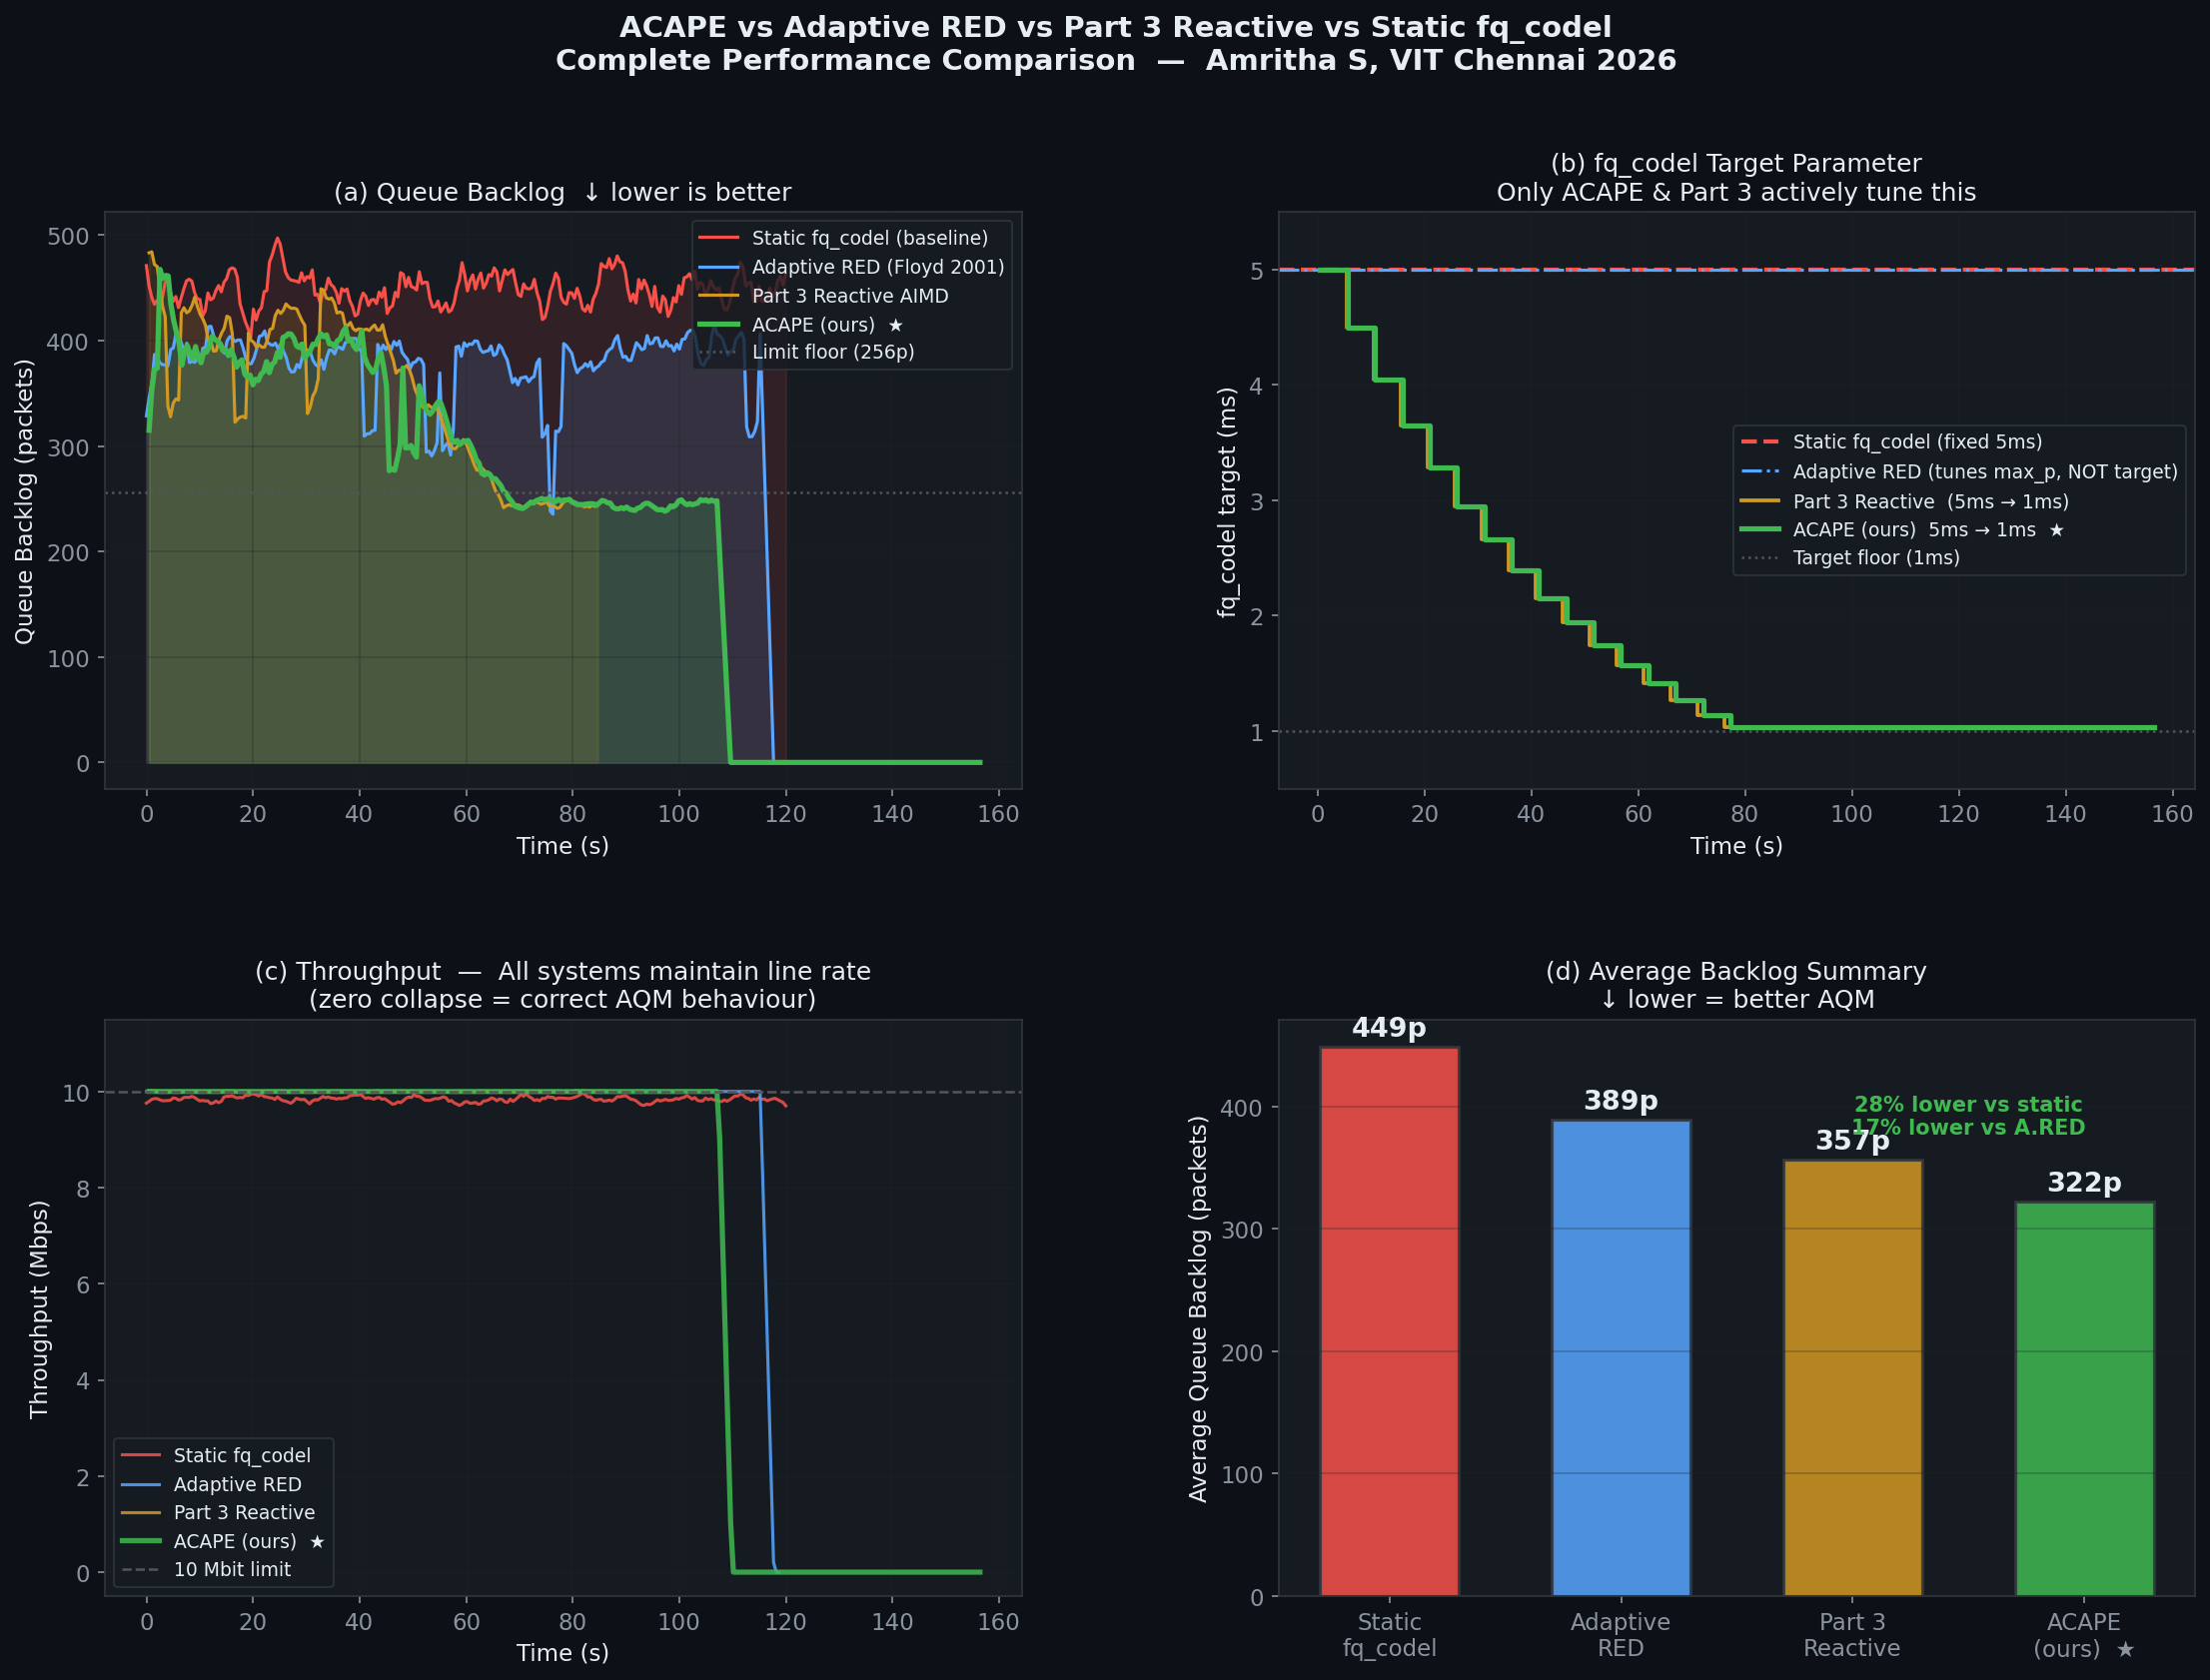 ACAPE vs Adaptive RED vs Part 3 Reactive vs Static fq_codel
Complete Performance Comparison — Amritha S, VIT Chennai 2026
(a) Queue Backlog ↓ lower is better
Queue Backlog (packets)
500
400
300
200
100
0
Static fq_codel (baseline)
Adaptive RED (Floyd 2001)
Part 3 Reactive AIMD
ACAPE (ours) ★
Limit floor (256p)
0 20 40 60 80 100 120 140 160
Time (s)
(b) fq_codel Target Parameter
Only ACAPE & Part 3 actively tune this
fq_codel target (ms)
5
4
3
2
1
Static fq_codel (fixed 5ms)
Adaptive RED (tunes max_p, NOT target)
Part 3 Reactive (5ms → 1ms)
ACAPE (ours) 5ms → 1ms ★
Target floor (1ms)
0 20 40 60 80 100 120 140 160
Time (s)
(c) Throughput — All systems maintain line rate
(zero collapse = correct AQM behaviour)
Throughput (Mbps)
10
8
6
4
2
0
Static fq_codel
Adaptive RED
Part 3 Reactive
ACAPE (ours) ★
10 Mbit limit
0 20 40 60 80 100 120 140 160
Time (s)
(d) Average Backlog Summary
↓ lower = better AQM
Average Queue Backlog (packets)
400
300
200
100
0
449p
389p
357p
322p
28% lower vs static
17% lower vs A.RED
Static
fq_codel
Adaptive
RED
Part 3
Reactive
ACAPE
(ours) ★